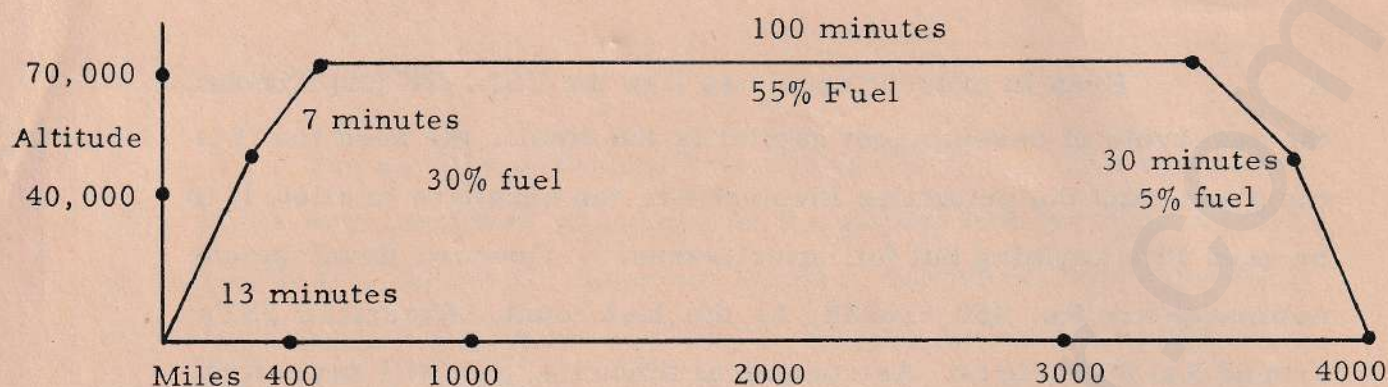 100 minutes
70,000
55% Fuel
7 minutes
Altitude
30 minutes
30% fuel
40,000
5% fuel
13 minutes
Miles 400 1000 2000 3000 4000
.com